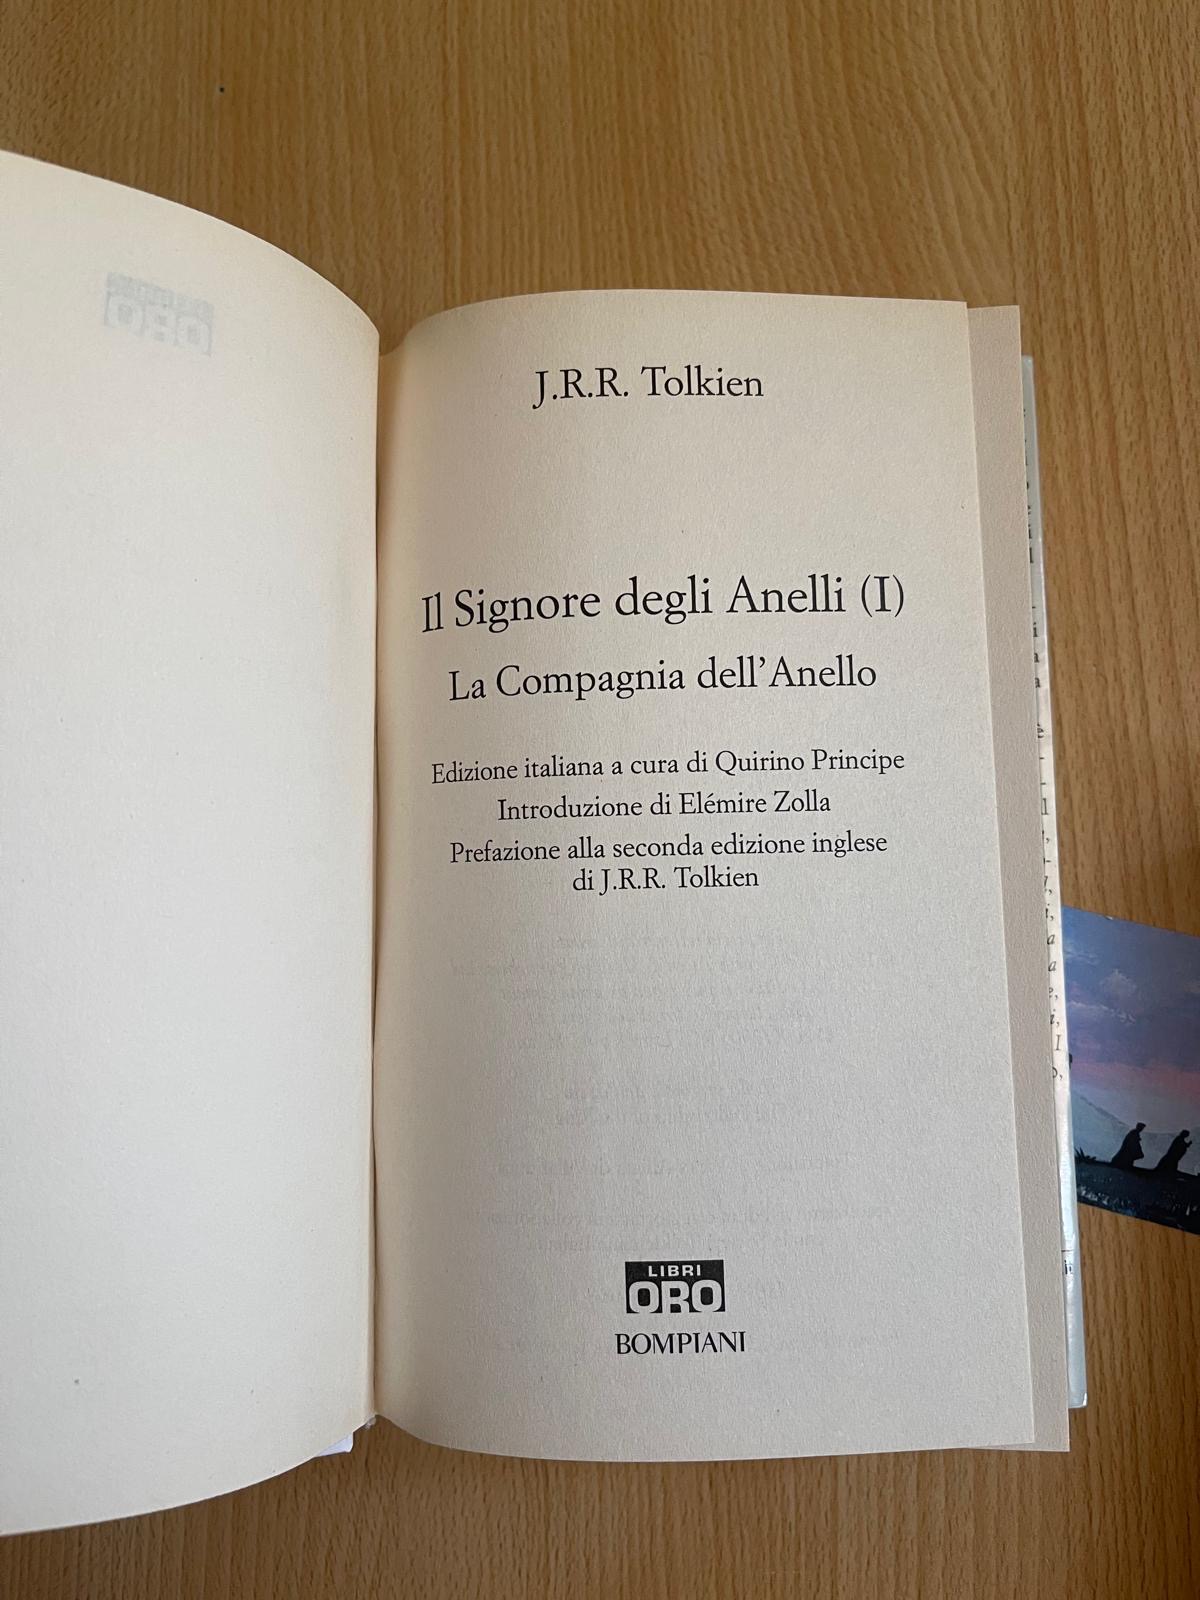 J.R.R. Tolkien
Il Signore degli Anelli (I)
La Compagnia dell'Anello
Edizione italiana a cura di Quirino Principe
Introduzione di Elémire Zolla
Prefazione alla seconda edizione inglese
di J.R.R. Tolkien
LIBRI
ORO
BOMPIANI